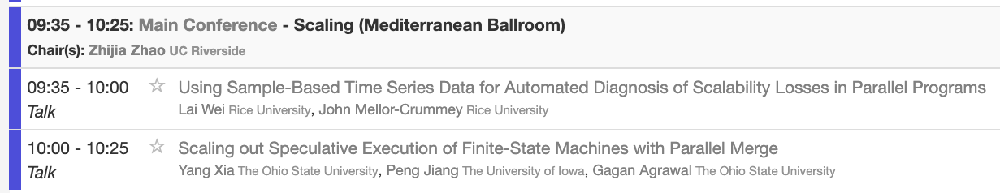 09:35 - 10:25: Main Conference - Scaling (Mediterranean Ballroom)
Chair(s): Zhijia Zhao UC Riverside
09:35 - 10:00 ☆ Using Sample-Based Time Series Data for Automated Diagnosis of Scalability Losses in Parallel Programs
Talk Lai Wei Rice University, John Mellor-Crummey Rice University
10:00 - 10:25 ☆ Scaling out Speculative Execution of Finite-State Machines with Parallel Merge
Talk Yang Xia The Ohio State University, Peng Jiang The University of Iowa, Gagan Agrawal The Ohio State University